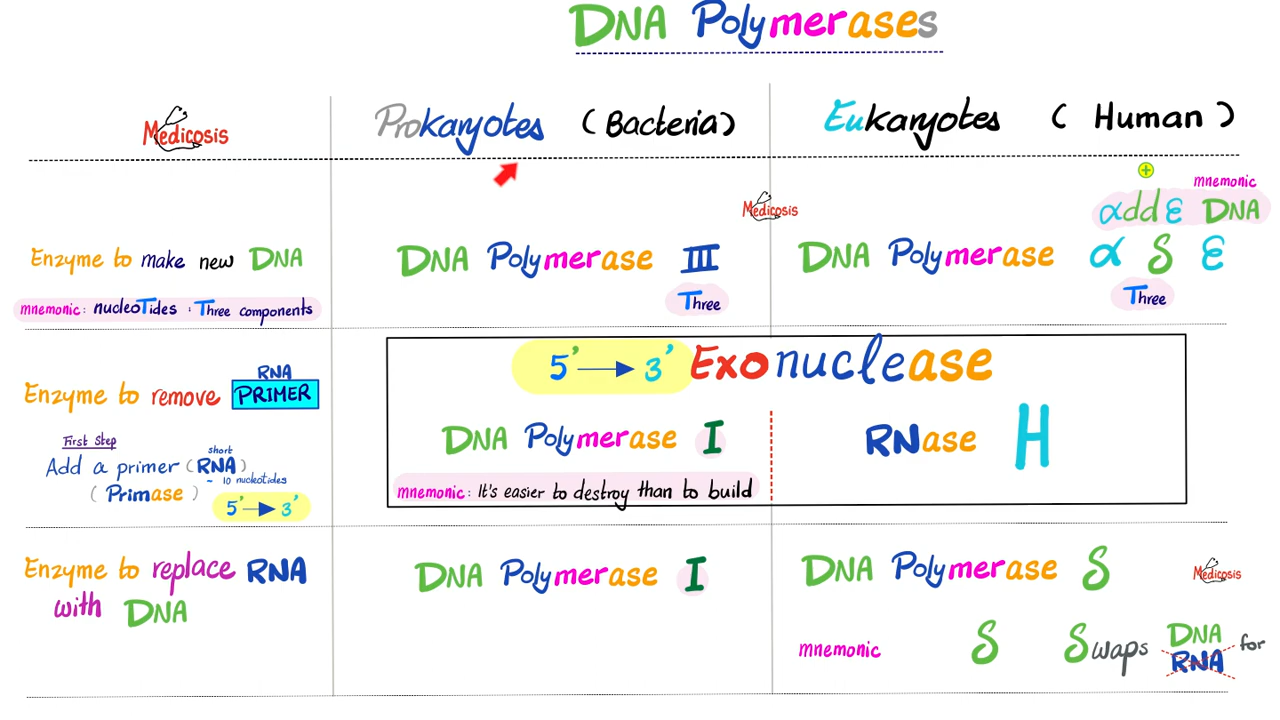 DNA Polymerases
Medicosis
Prokaryotes (Bacteria)
Eukaryotes (Human)
Medicosis
mnemonic
αddε DNA
Enzyme to make new DNA
mnemonic: nucleoTides : Three components
DNA Polymerase III
Three
DNA Polymerase α δ ε
Three
Enzyme to remove RNA PRIMER
First Step
Add a primer (short RNA)
~ 10 nucleotides
(Primase)
5' → 3'
5' → 3' Exonuclease
DNA Polymerase I
mnemonic: It's easier to destroy than to build
RNase H
Enzyme to replace RNA
with DNA
DNA Polymerase I
DNA Polymerase δ
Medicosis
mnemonic δ δwaps DNA for
RNA